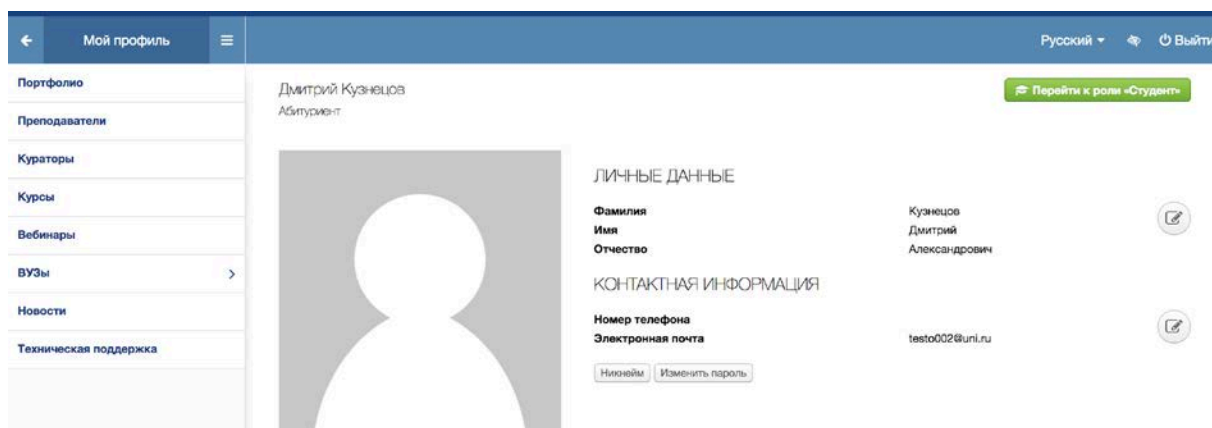 Мой профиль
Русский
Выйти
Портфолио
Преподаватели
Кураторы
Курсы
Вебинары
ВУЗы
Новости
Техническая поддержка
Дмитрий Кузнецов
Абитуриент
Перейти к роли «Студент»
ЛИЧНЫЕ ДАННЫЕ
Фамилия Кузнецов
Имя Дмитрий
Отчество Александрович
КОНТАКТНАЯ ИНФОРМАЦИЯ
Номер телефона
Электронная почта testo002@uni.ru
Никнейм Изменить пароль